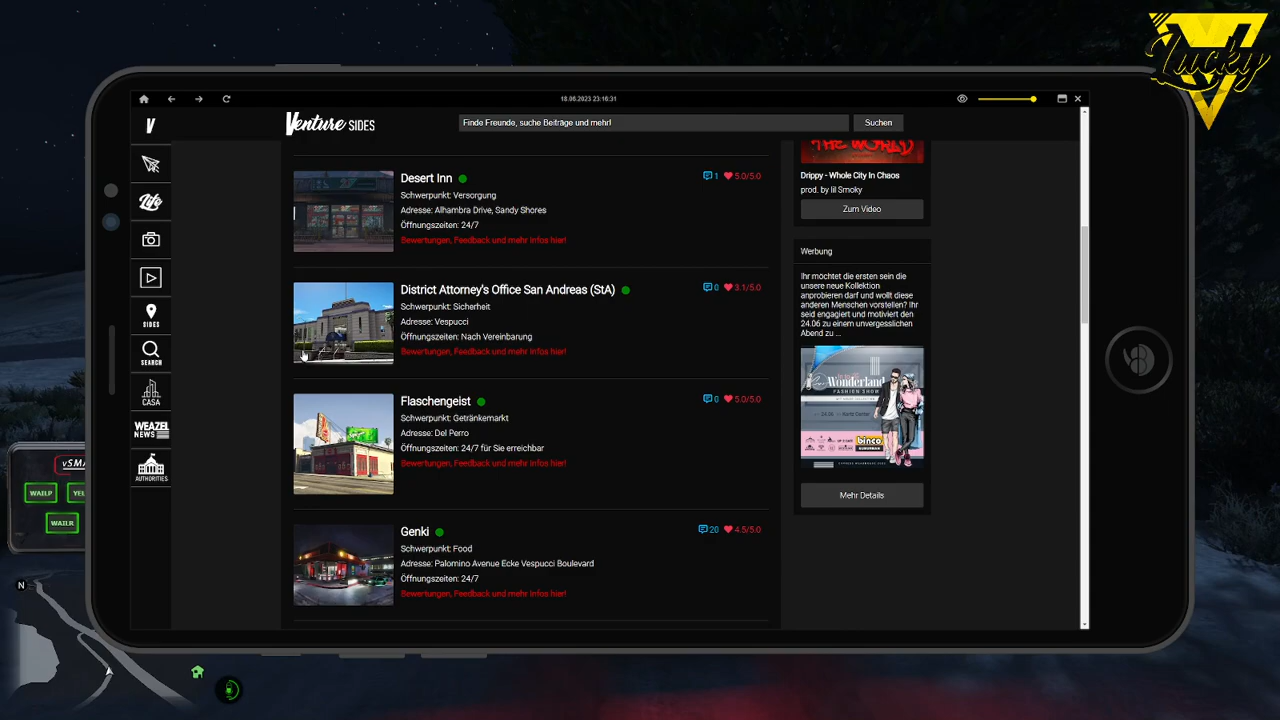 Lucky
18.06.2023 23:16:31
V
Venture SIDES
Finde Freunde, suche Beiträge und mehr!
Suchen
Life
SIDES
SEARCH
CASA
WEAZEL
NEWS
AUTHORITIES
Desert Inn
1 5.0/5.0
Schwerpunkt: Versorgung
Adresse: Alhambra Drive, Sandy Shores
Öffnungszeiten: 24/7
Bewertungen, Feedback und mehr Infos hier!
District Attorney's Office San Andreas (StA)
0 3.1/5.0
Schwerpunkt: Sicherheit
Adresse: Vespucci
Öffnungszeiten: Nach Vereinbarung
Bewertungen, Feedback und mehr Infos hier!
Flaschengeist
0 5.0/5.0
Schwerpunkt: Getränkemarkt
Adresse: Del Perro
Öffnungszeiten: 24/7 für Sie erreichbar
Bewertungen, Feedback und mehr Infos hier!
Genki
20 4.5/5.0
Schwerpunkt: Food
Adresse: Palomino Avenue Ecke Vespucci Boulevard
Öffnungszeiten: 24/7
Bewertungen, Feedback und mehr Infos hier!
THE WORLD
Drippy - Whole City In Chaos
prod. by lil Smoky
Zum Video
Werbung
Ihr möchtet die ersten sein die
unsere neue Kollektion
anprobieren darf und wollt diese
anderen Menschen vorstellen? Ihr
seid engagiert und motiviert den
24.06 zu einem unvergesslichen
Abend zu ...
Wonderland
FASHION SHOW
binco
Mehr Details
WAILP
YEL
WAILR
N